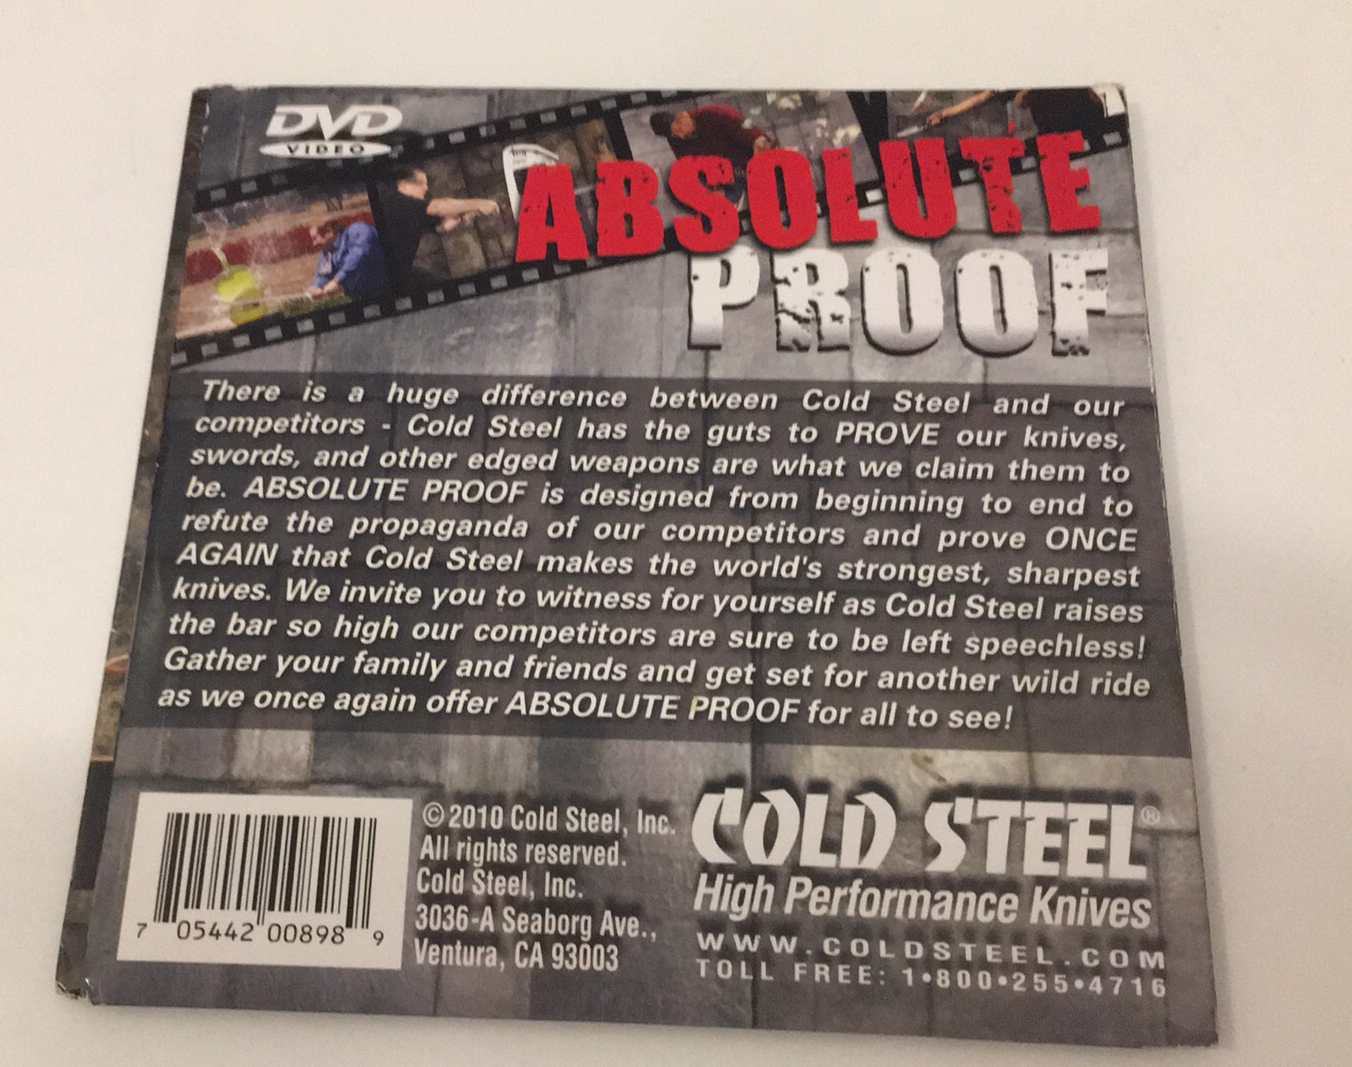 DVD
VIDEO
ABSOLUTE
PROOF
There is a huge difference between Cold Steel and our
competitors - Cold Steel has the guts to PROVE our knives,
swords, and other edged weapons are what we claim them to
be. ABSOLUTE PROOF is designed from beginning to end to
refute the propaganda of our competitors and prove ONCE
AGAIN that Cold Steel makes the world's strongest, sharpest
knives. We invite you to witness for yourself as Cold Steel raises
the bar so high our competitors are sure to be left speechless!
Gather your family and friends and get set for another wild ride
as we once again offer ABSOLUTE PROOF for all to see!
7 05442 00898 9
©2010 Cold Steel, Inc.
All rights reserved.
Cold Steel, Inc.
3036-A Seaborg Ave.,
Ventura, CA 93003
COLD STEEL®
High Performance Knives
WWW.COLDSTEEL.COM
TOLL FREE: 1•800•255•4716